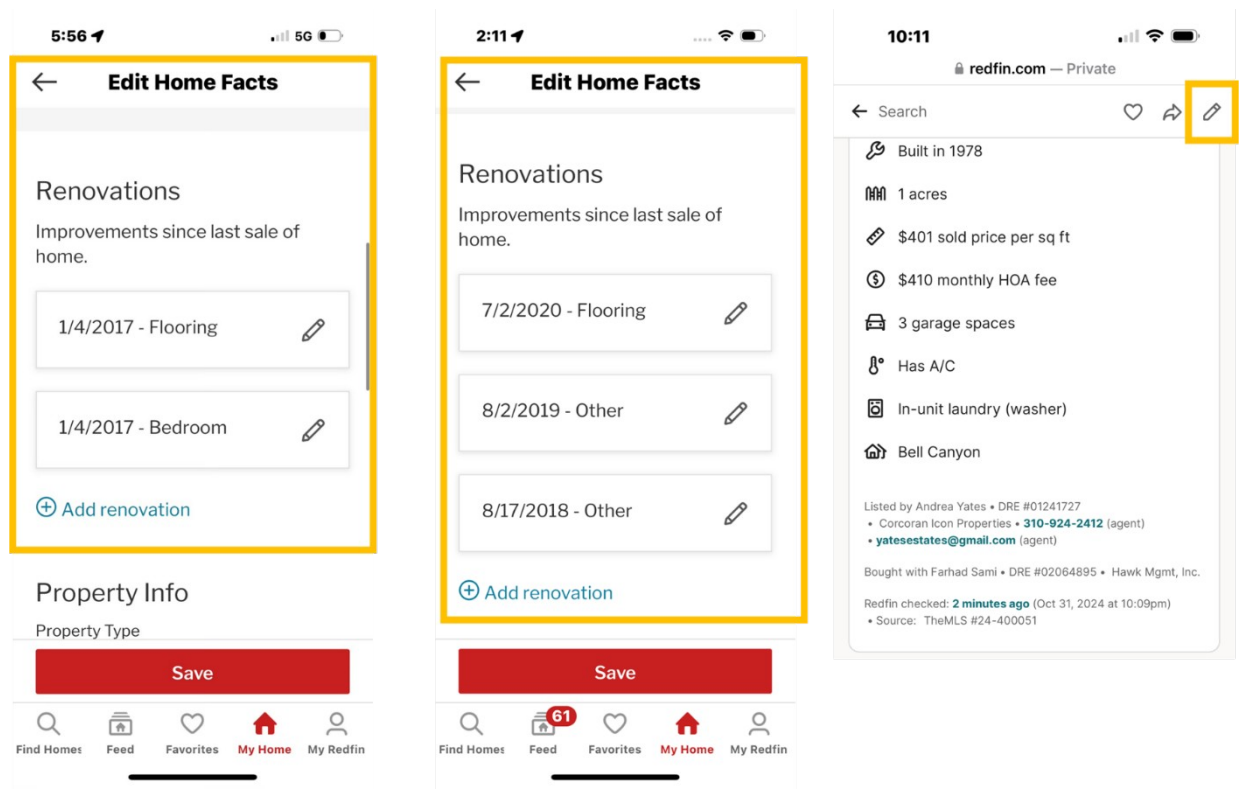 5:56
5G
Edit Home Facts
Renovations
Improvements since last sale of
home.
1/4/2017 - Flooring
1/4/2017 - Bedroom
Add renovation
Property Info
Property Type
Save
Find Homes
Feed
Favorites
My Home
My Redfin
2:11
Edit Home Facts
Renovations
Improvements since last sale of
home.
7/2/2020 - Flooring
8/2/2019 - Other
8/17/2018 - Other
Add renovation
Save
61
Find Homes
Feed
Favorites
My Home
My Redfin
10:11
redfin.com — Private
Search
Built in 1978
1 acres
$401 sold price per sq ft
$410 monthly HOA fee
3 garage spaces
Has A/C
In-unit laundry (washer)
Bell Canyon
Listed by Andrea Yates • DRE #01241727
• Corcoran Icon Properties • 310-924-2412 (agent)
• yatesestates@gmail.com (agent)
Bought with Farhad Sami • DRE #02064895 • Hawk Mgmt, Inc.
Redfin checked: 2 minutes ago (Oct 31, 2024 at 10:09pm)
• Source: TheMLS #24-400051